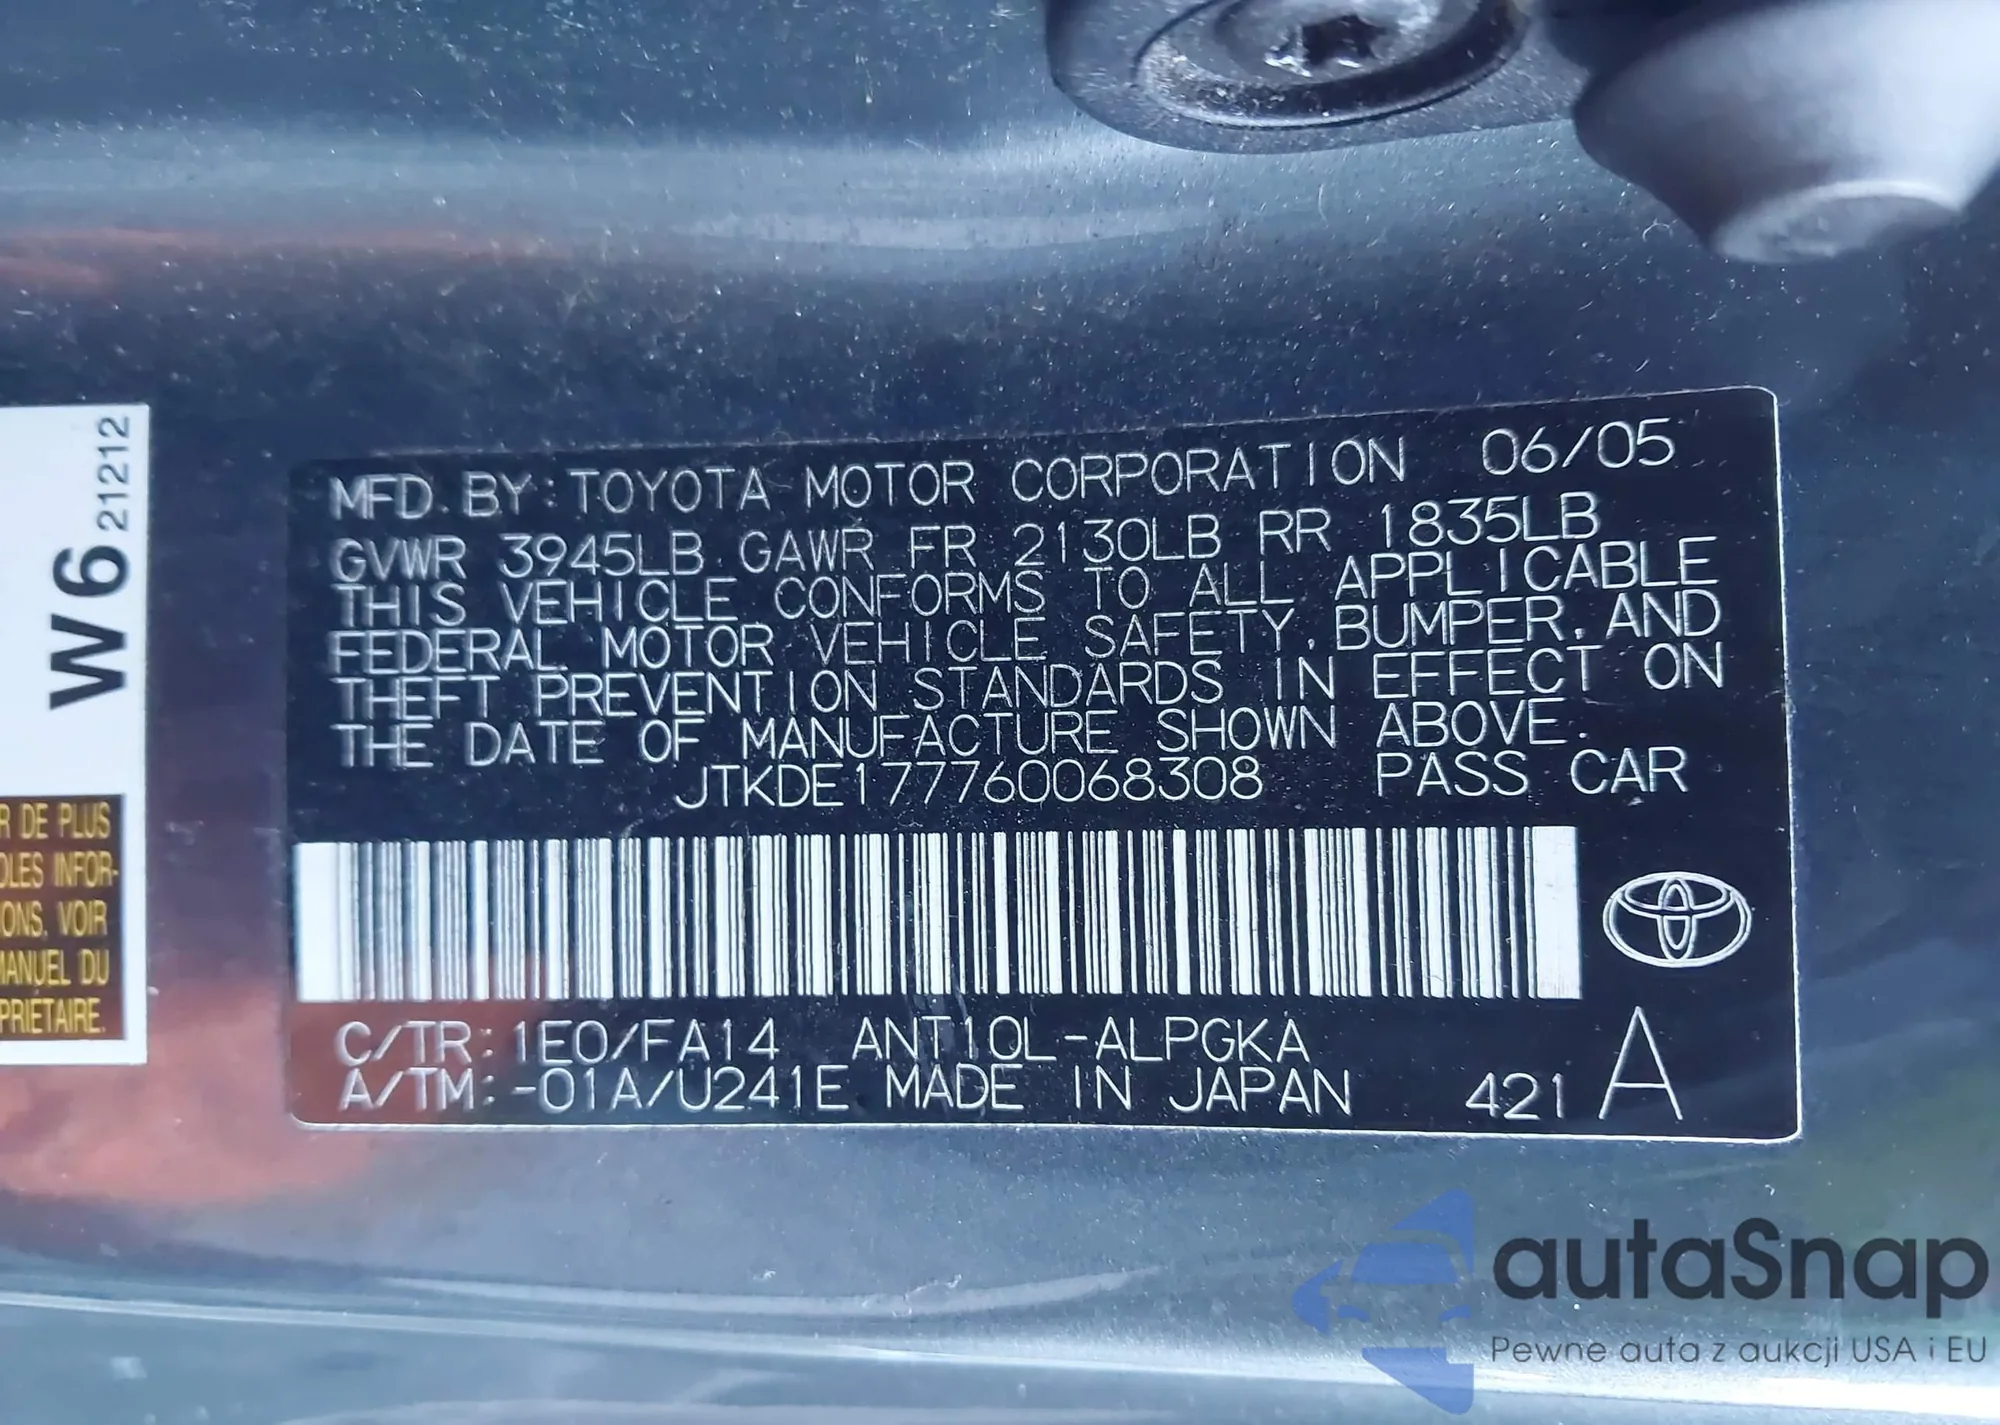 W6 21212
R DE PLUS
OLES INFOR-
IONS, VOIR
MANUEL DU
PRIÉTAIRE.
MFD. BY: TOYOTA MOTOR CORPORATION 06/05
GVWR 3945LB GAWR FR 2130LB RR 1835LB
THIS VEHICLE CONFORMS TO ALL APPLICABLE
FEDERAL MOTOR VEHICLE SAFETY, BUMPER, AND
THEFT PREVENTION STANDARDS IN EFFECT ON
THE DATE OF MANUFACTURE SHOWN ABOVE.
JTKDE177760068308 PASS CAR
C/TR: 1E0/FA14 ANT10L-ALPGKA
A/TM: -01A/U241E MADE IN JAPAN 421 A
autaSnap
Pewne auta z aukcji USA i EU